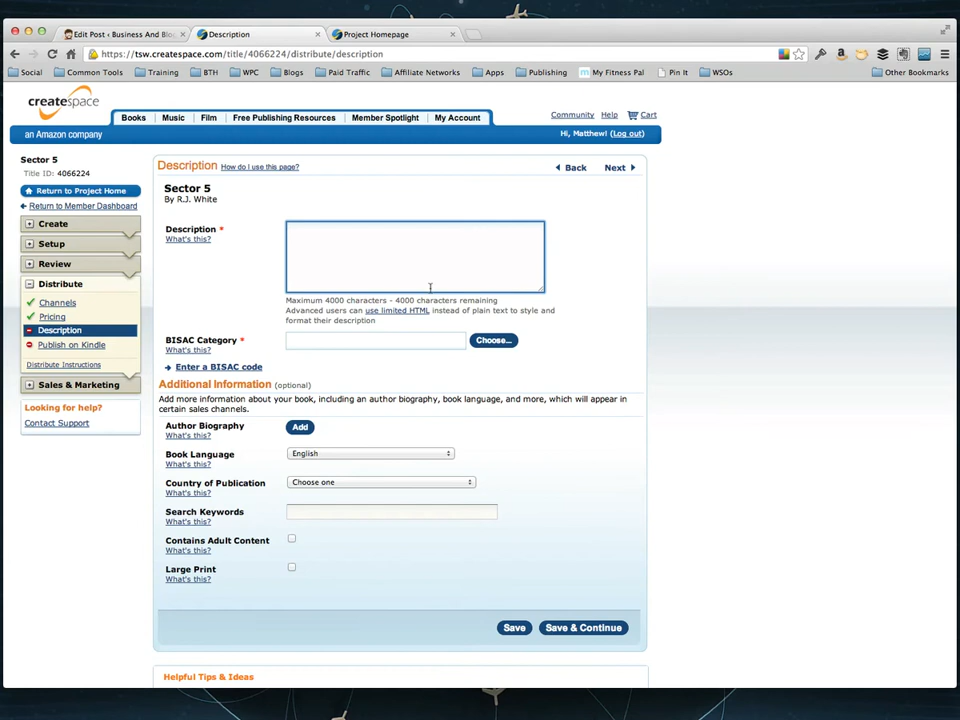 Edit Post ‹ Business And Blo
Description
Project Homepage
https://tsw.createspace.com/title/4066224/distribute/description
Social
Common Tools
Training
BTH
WPC
Blogs
Paid Traffic
Affiliate Networks
Apps
Publishing
My Fitness Pal
Pin It
WSOs
Other Bookmarks
createspace
an Amazon company
Books
Music
Film
Free Publishing Resources
Member Spotlight
My Account
Community
Help
Cart
Hi, Matthew! (Log out)
Sector 5
Title ID: 4066224
Return to Project Home
Return to Member Dashboard
Create
Setup
Review
Distribute
Channels
Pricing
Description
Publish on Kindle
Distribute Instructions
Sales & Marketing
Looking for help?
Contact Support
Description How do I use this page?
Back
Next
Sector 5
By R.J. White
Description *
What's this?
Maximum 4000 characters - 4000 characters remaining
Advanced users can use limited HTML instead of plain text to style and
format their description
BISAC Category *
What's this?
Choose...
Enter a BISAC code
Additional Information (optional)
Add more information about your book, including an author biography, book language, and more, which will appear in
certain sales channels.
Author Biography
What's this?
Add
Book Language
What's this?
English
Country of Publication
What's this?
Choose one
Search Keywords
What's this?
Contains Adult Content
What's this?
Large Print
What's this?
Save
Save & Continue
Helpful Tips & Ideas